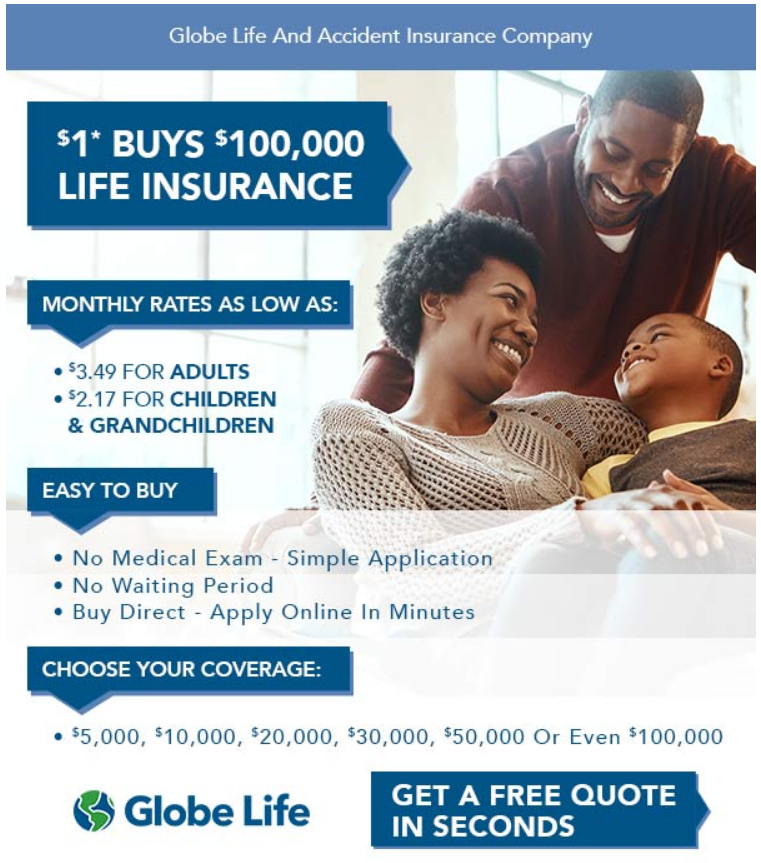 Globe Life And Accident Insurance Company
$1* BUYS $100,000
LIFE INSURANCE
MONTHLY RATES AS LOW AS:
• $3.49 FOR ADULTS
• $2.17 FOR CHILDREN
& GRANDCHILDREN
EASY TO BUY
• No Medical Exam - Simple Application
• No Waiting Period
• Buy Direct - Apply Online In Minutes
CHOOSE YOUR COVERAGE:
• $5,000, $10,000, $20,000, $30,000, $50,000 Or Even $100,000
Globe Life
GET A FREE QUOTE
IN SECONDS